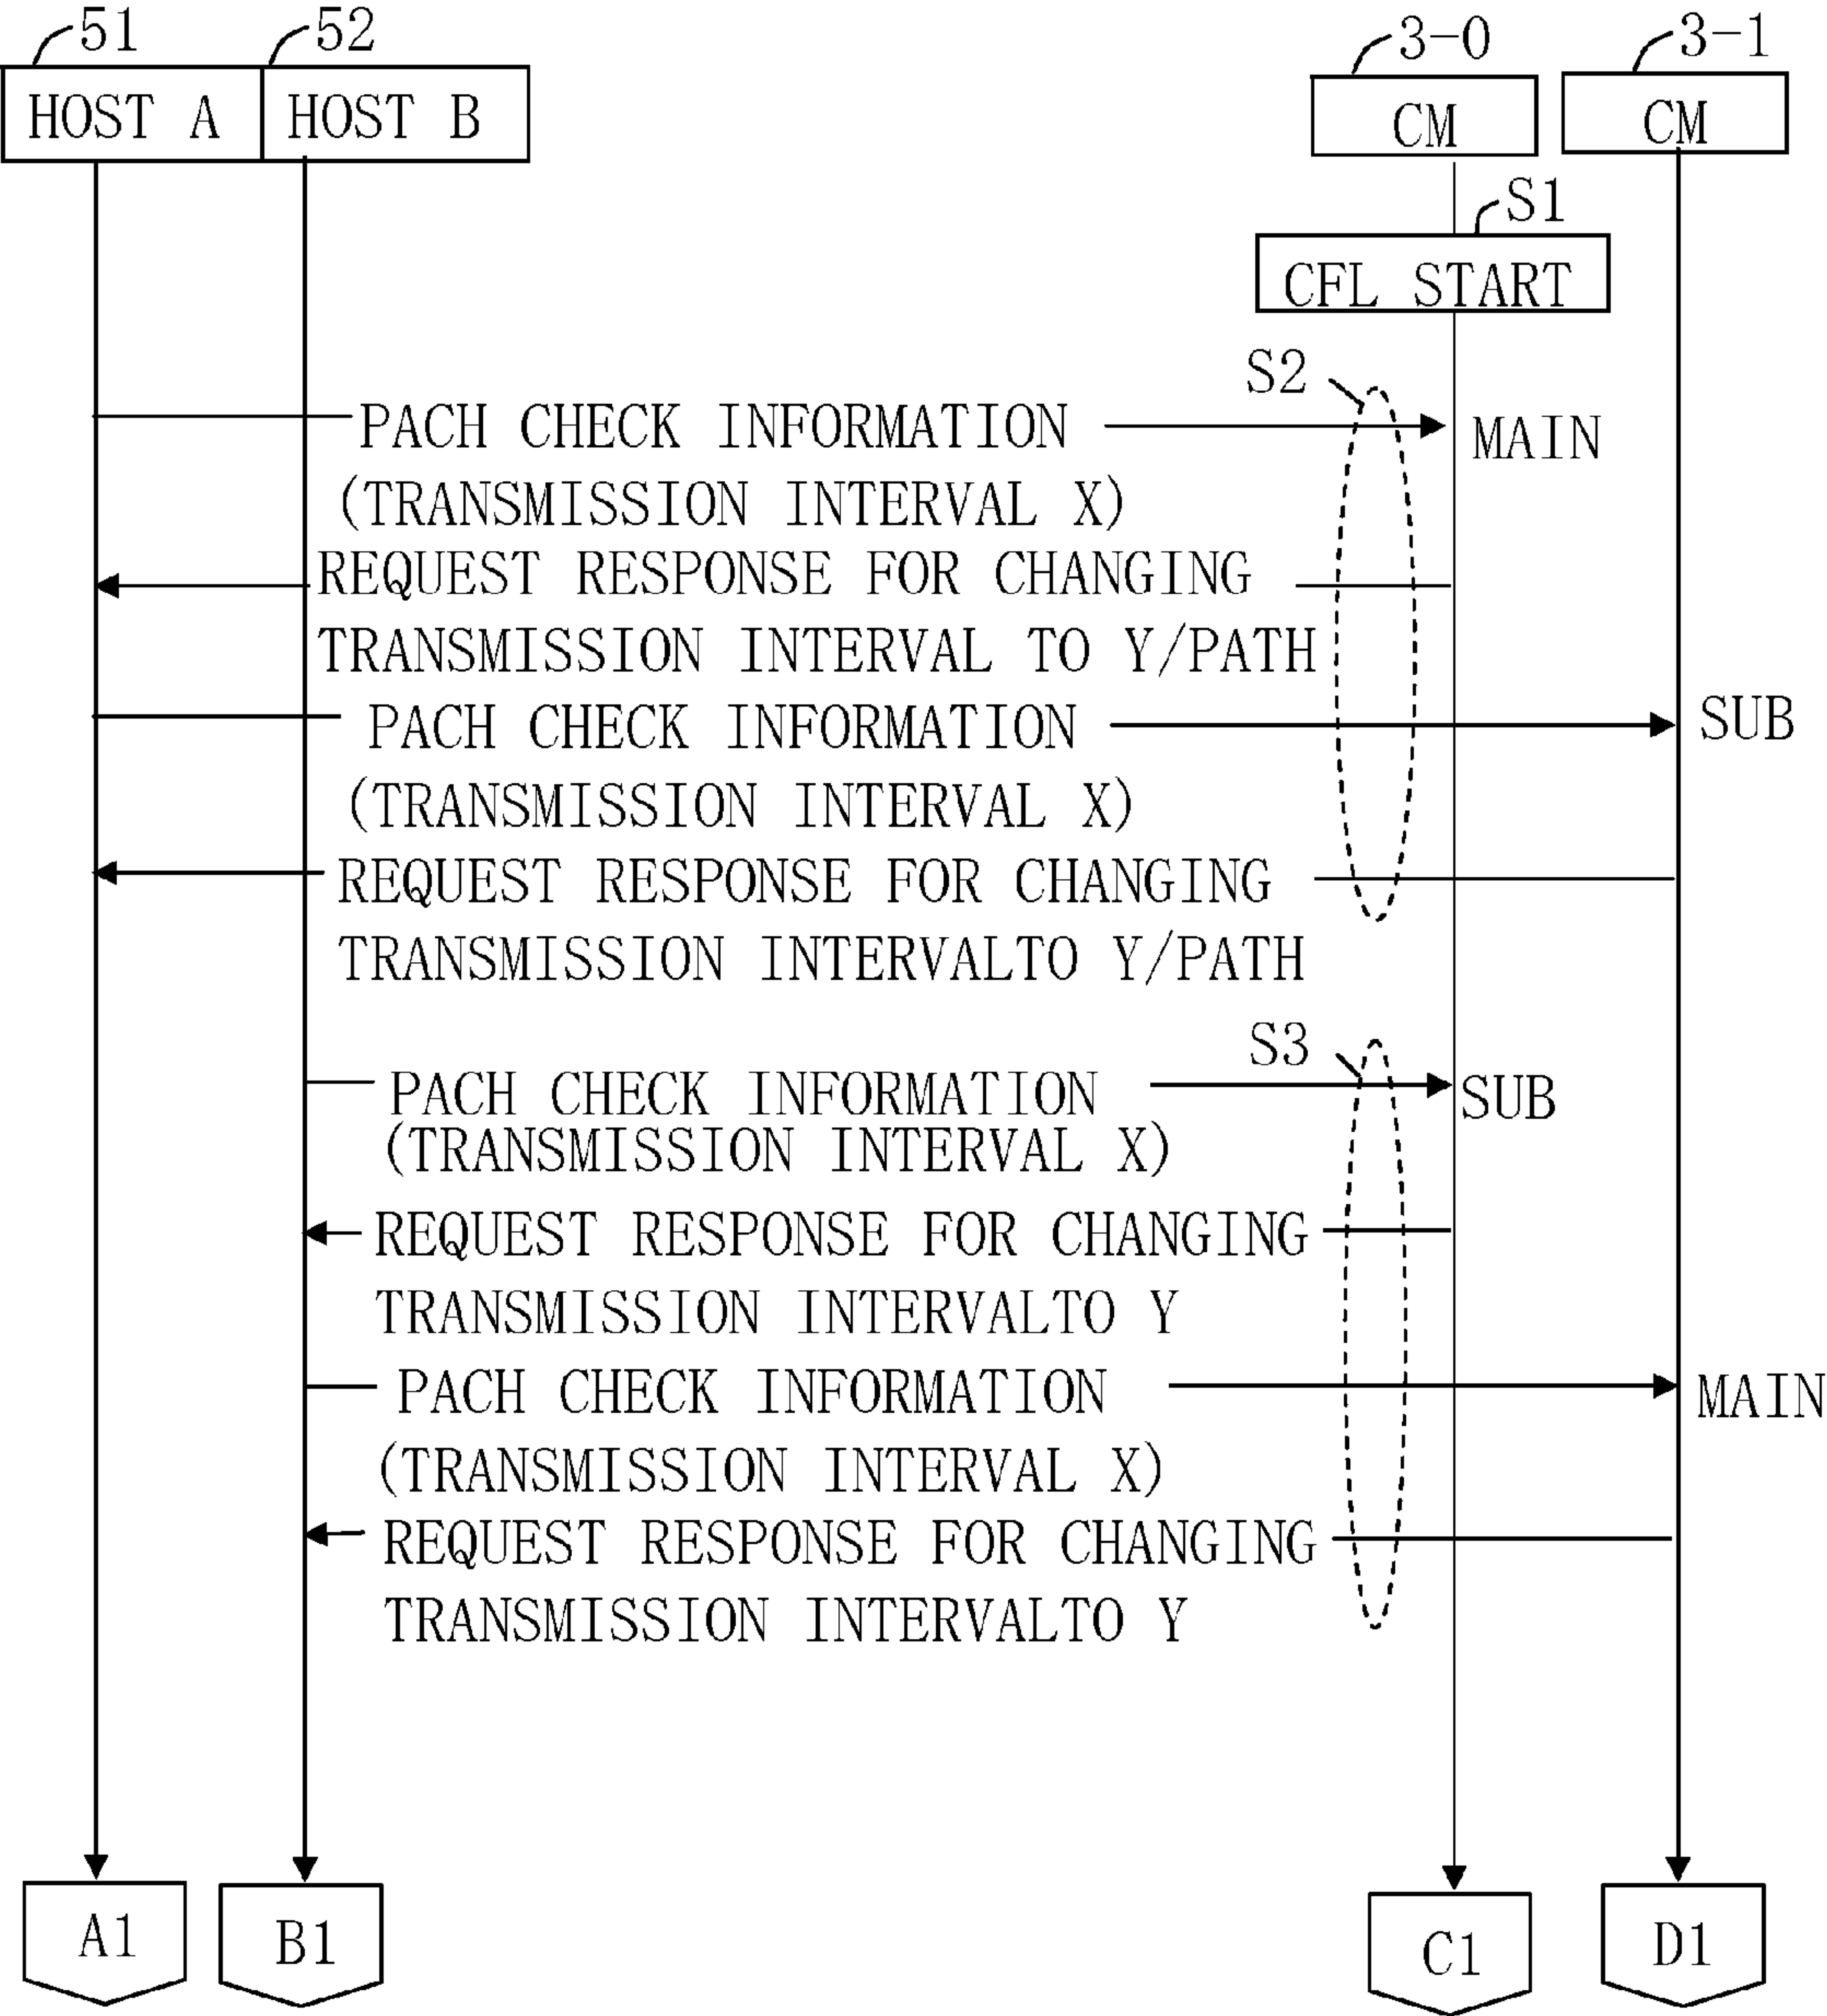 51
52
3-0
3-1
HOST A
HOST B
CM
CM
S1
CFL START
S2
PACH CHECK INFORMATION
MAIN
(TRANSMISSION INTERVAL X)
REQUEST RESPONSE FOR CHANGING
TRANSMISSION INTERVAL TO Y/PATH
PACH CHECK INFORMATION
SUB
(TRANSMISSION INTERVAL X)
REQUEST RESPONSE FOR CHANGING
TRANSMISSION INTERVALTO Y/PATH
S3
PACH CHECK INFORMATION
SUB
(TRANSMISSION INTERVAL X)
REQUEST RESPONSE FOR CHANGING
TRANSMISSION INTERVALTO Y
PACH CHECK INFORMATION
MAIN
(TRANSMISSION INTERVAL X)
REQUEST RESPONSE FOR CHANGING
TRANSMISSION INTERVALTO Y
A1
B1
C1
D1